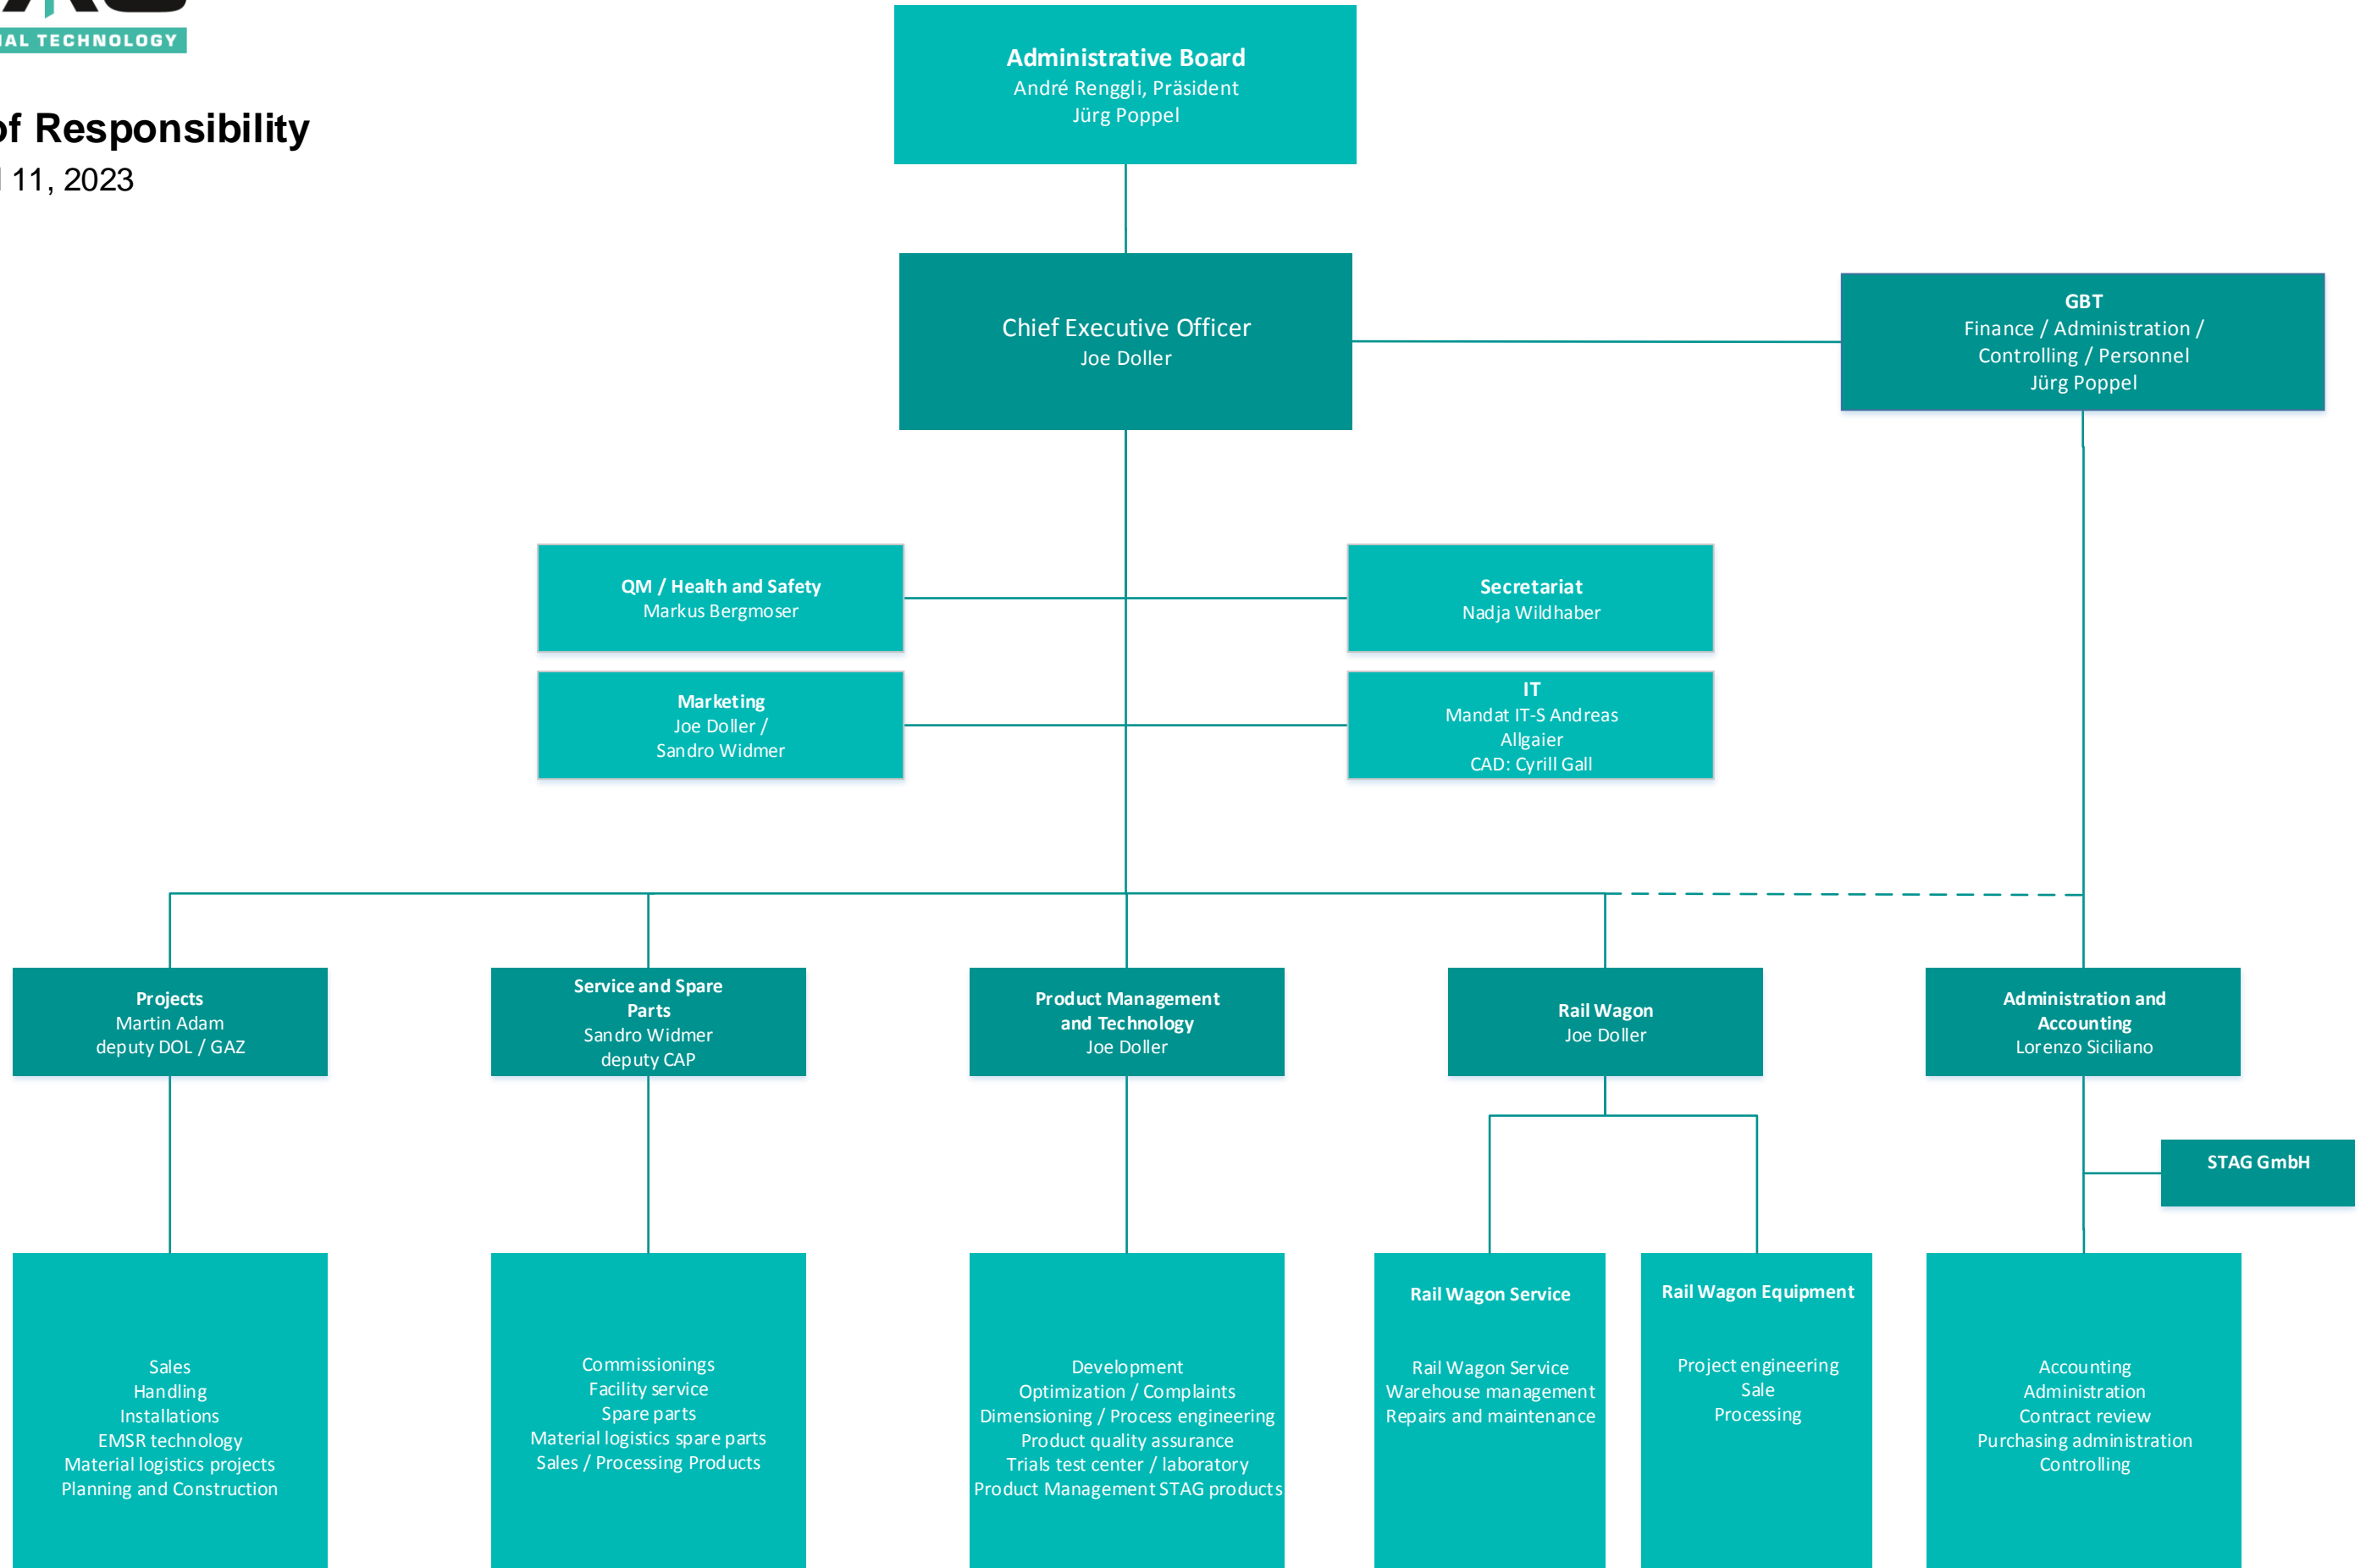 TECHNOLOGY
of Responsibility
11, 2023
Administrative Board
André Renggli, Präsident
Jürg Poppel
Chief Executive Officer
Joe Doller
GBT
Finance / Administration /
Controlling / Personnel
Jürg Poppel
QM / Health and Safety
Markus Bergmoser
Secretariat
Nadja Wildhaber
Marketing
Joe Doller /
Sandro Widmer
IT
Mandat IT-S Andreas
Allgaier
CAD: Cyrill Gall
Projects
Martin Adam
deputy DOL / GAZ
Service and Spare
Parts
Sandro Widmer
deputy CAP
Product Management
and Technology
Joe Doller
Rail Wagon
Joe Doller
Administration and
Accounting
Lorenzo Siciliano
STAG GmbH
Sales
Handling
Installations
EMSR technology
Material logistics projects
Planning and Construction
Commissionings
Facility service
Spare parts
Material logistics spare parts
Sales / Processing Products
Development
Optimization / Complaints
Dimensioning / Process engineering
Product quality assurance
Trials test center / laboratory
Product Management STAG products
Rail Wagon Service
Rail Wagon Service
Warehouse management
Repairs and maintenance
Rail Wagon Equipment
Project engineering
Sale
Processing
Accounting
Administration
Contract review
Purchasing administration
Controlling